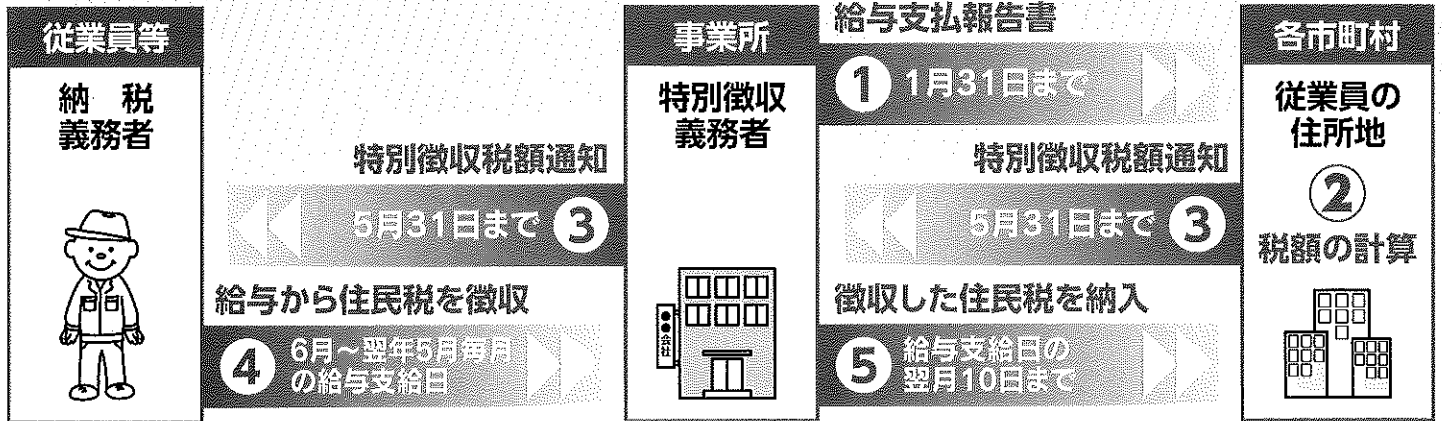 従業員等
納　税
義務者
特別徴収税額通知
5月31日まで ③
給与から住民税を徴収
④ 6月～翌年5月毎月
の給与支給日
事業所
特別徴収
義務者
●●会社
給与支払報告書
① 1月31日まで
特別徴収税額通知
5月31日まで ③
徴収した住民税を納入
⑤ 給与支給日の
翌月10日まで
各市町村
従業員の
住所地
②
税額の計算